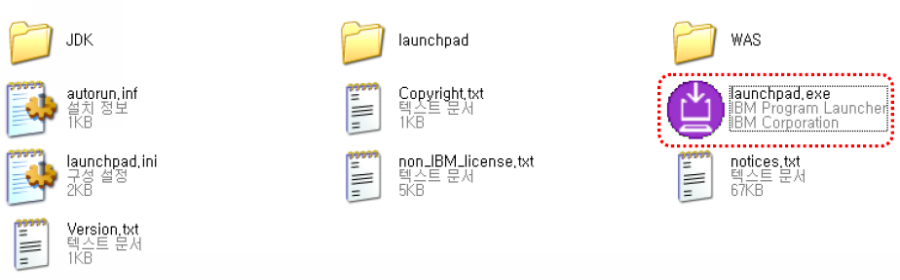 JDK
launchpad
WAS
autorun.inf
설치 정보
1KB
Copyright.txt
텍스트 문서
1KB
launchpad.exe
IBM Program Launcher
IBM Corporation
launchpad.ini
구성 설정
2KB
non_IBM_license.txt
텍스트 문서
5KB
notices.txt
텍스트 문서
67KB
Version.txt
텍스트 문서
1KB